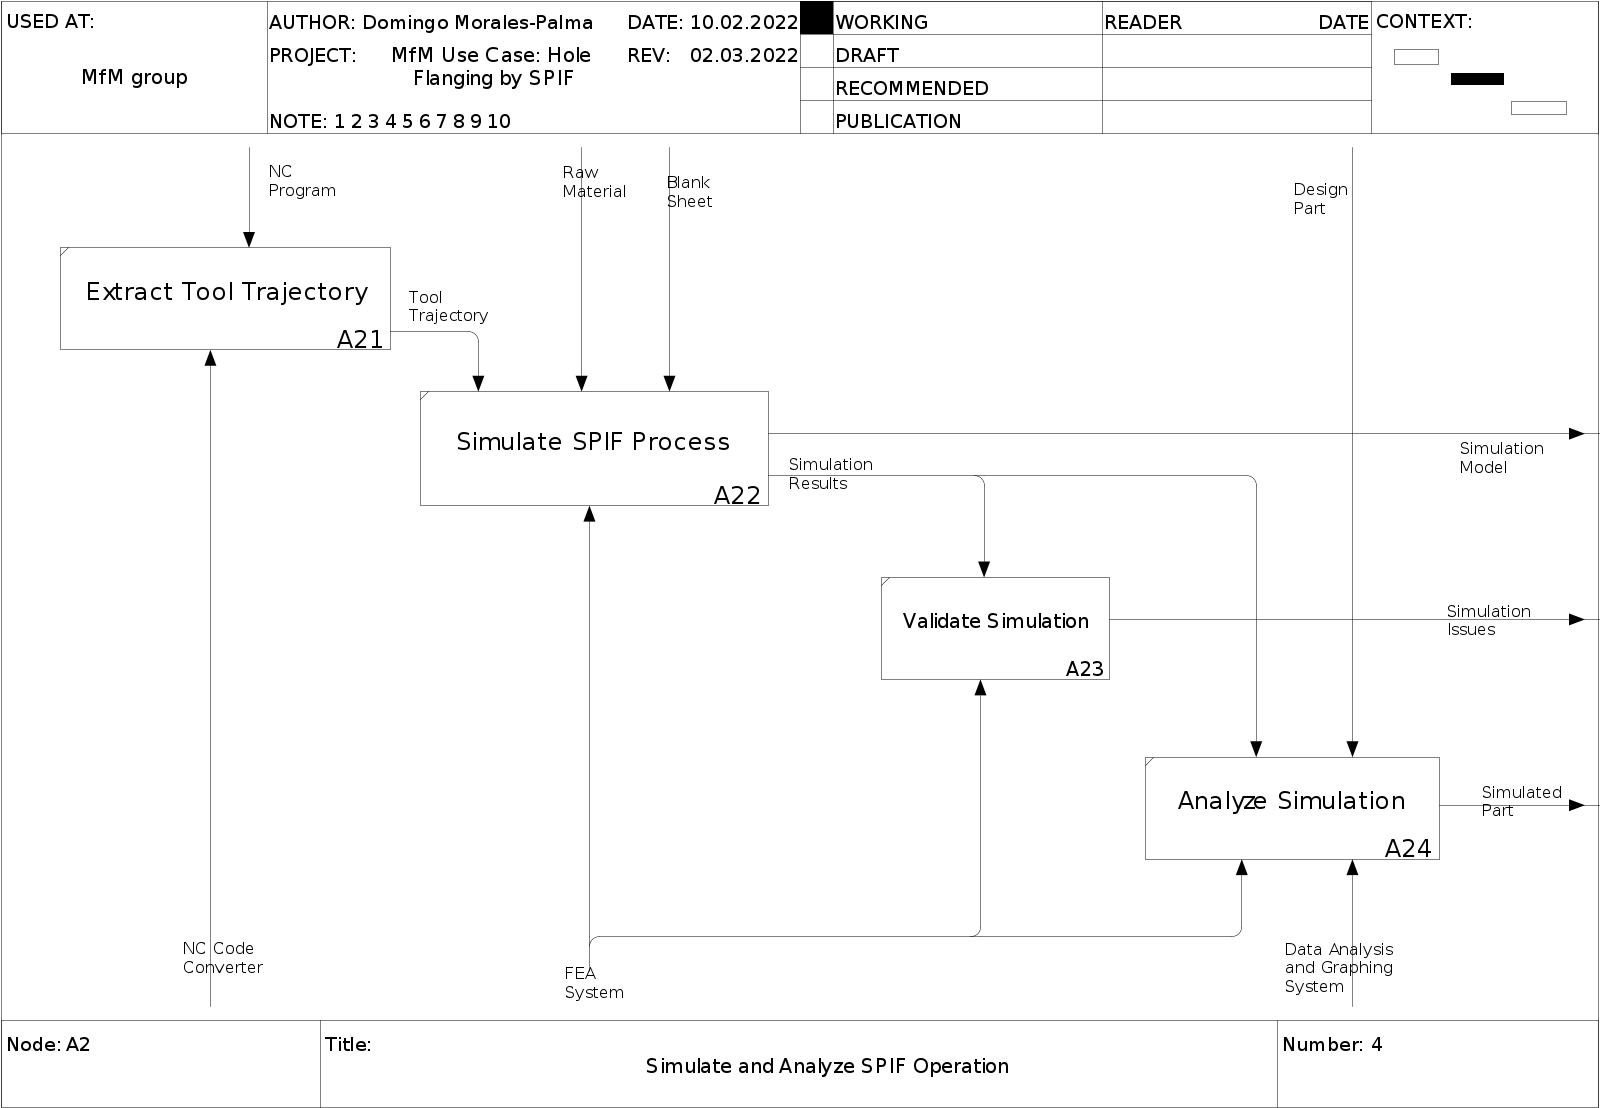 USED AT:
MfM group
AUTHOR: Domingo Morales-Palma
DATE: 10.02.2022
PROJECT: MfM Use Case: Hole
Flanging by SPIF
REV: 02.03.2022
NOTE: 1 2 3 4 5 6 7 8 9 10
WORKING
DRAFT
RECOMMENDED
PUBLICATION
READER DATE
CONTEXT:
NC
Program
Raw
Material
Blank
Sheet
Design
Part
Extract Tool Trajectory
A21
Tool
Trajectory
Simulate SPIF Process
A22
Simulation
Model
Simulation
Results
Validate Simulation
A23
Simulation
Issues
Analyze Simulation
A24
Simulated
Part
NC Code
Converter
FEA
System
Data Analysis
and Graphing
System
Node: A2
Title:
Simulate and Analyze SPIF Operation
Number: 4